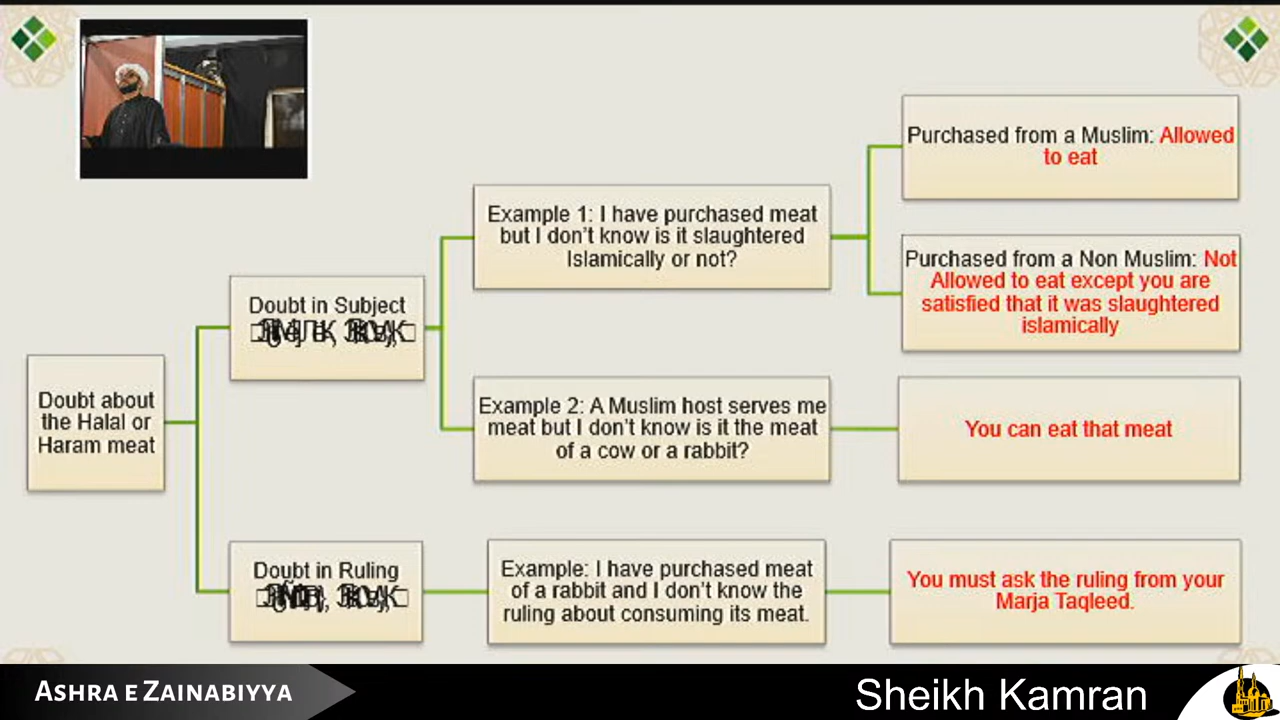 Purchased from a Muslim: Allowed
to eat
Example 1: I have purchased meat
but I don't know is it slaughtered
Islamically or not?
Purchased from a Non Muslim: Not
Allowed to eat except you are
satisfied that it was slaughtered
islamically
Doubt in Subject
Doubt about
the Halal or
Haram meat
Example 2: A Muslim host serves me
meat but I don't know is it the meat
of a cow or a rabbit?
You can eat that meat
Doubt in Ruling
Example: I have purchased meat
of a rabbit and I don't know the
ruling about consuming its meat.
You must ask the ruling from your
Marja Taqleed.
ASHRA E ZAINABIYYA
Sheikh Kamran